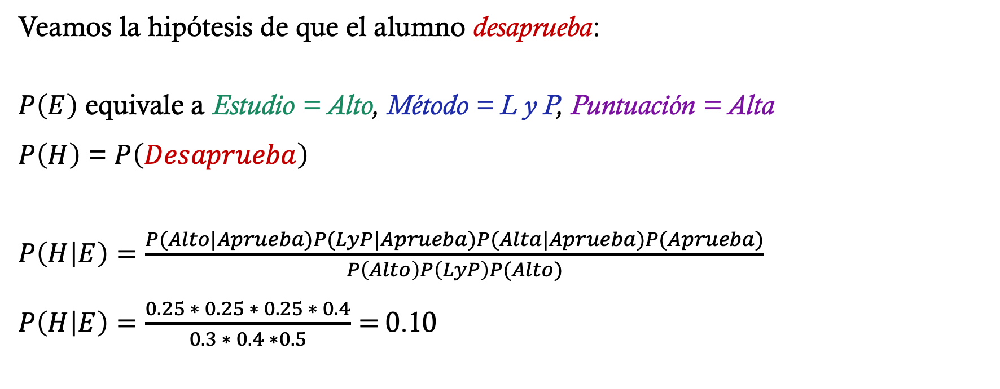 Veamos la hipótesis de que el alumno desaprueba:
P(E) equivale a Estudio = Alto, Método = L y P, Puntuación = Alta
P(H) = P(Desaprueba)
P(H|E) = P(Alto|Aprueba)P(LyP|Aprueba)P(Alta|Aprueba)P(Aprueba)
P(Alto)P(LyP)P(Alto)
P(H|E) = 0.25 * 0.25 * 0.25 * 0.4 = 0.10
0.3 * 0.4 *0.5